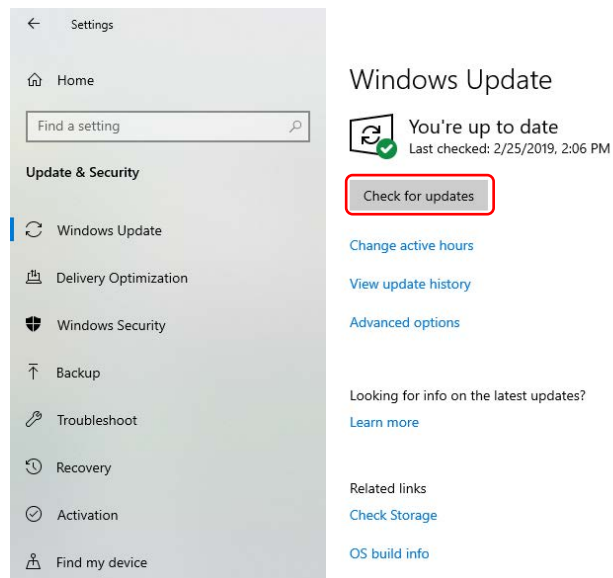 Settings
Home
Find a setting
Update & Security
Windows Update
Delivery Optimization
Windows Security
Backup
Troubleshoot
Recovery
Activation
Find my device
Windows Update
You're up to date
Last checked: 2/25/2019, 2:06 PM
Check for updates
Change active hours
View update history
Advanced options
Looking for info on the latest updates?
Learn more
Related links
Check Storage
OS build info